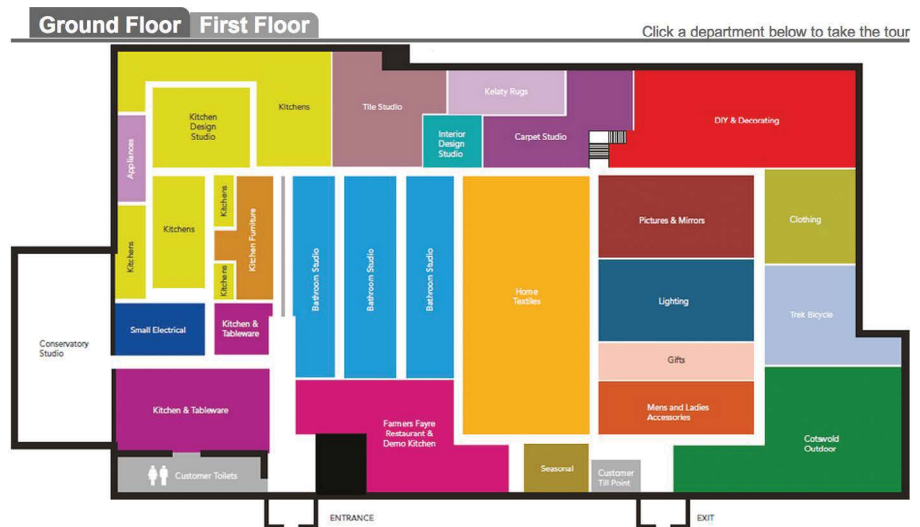 Ground Floor
First Floor
Click a department below to take the tour
Kitchens
Kitchen
Design
Studio
Tile Studio
Kelaty Rugs
Interior
Design
Studio
Carpet Studio
DIY & Decorating
Appliances
Kitchens
Kitchens
Kitchens
Kitchens
Kitchen Furniture
Bathroom Studio
Bathroom Studio
Bathroom Studio
Home
Textiles
Pictures & Mirrors
Clothing
Lighting
Trek Bicycle
Small Electrical
Kitchen &
Tableware
Conservatory
Studio
Gifts
Kitchen & Tableware
Mens and Ladies
Accessories
Farmers Fayre
Restaurant &
Demo Kitchen
Cotswold
Outdoor
Customer Toilets
Seasonal
Customer
Till Point
ENTRANCE
EXIT